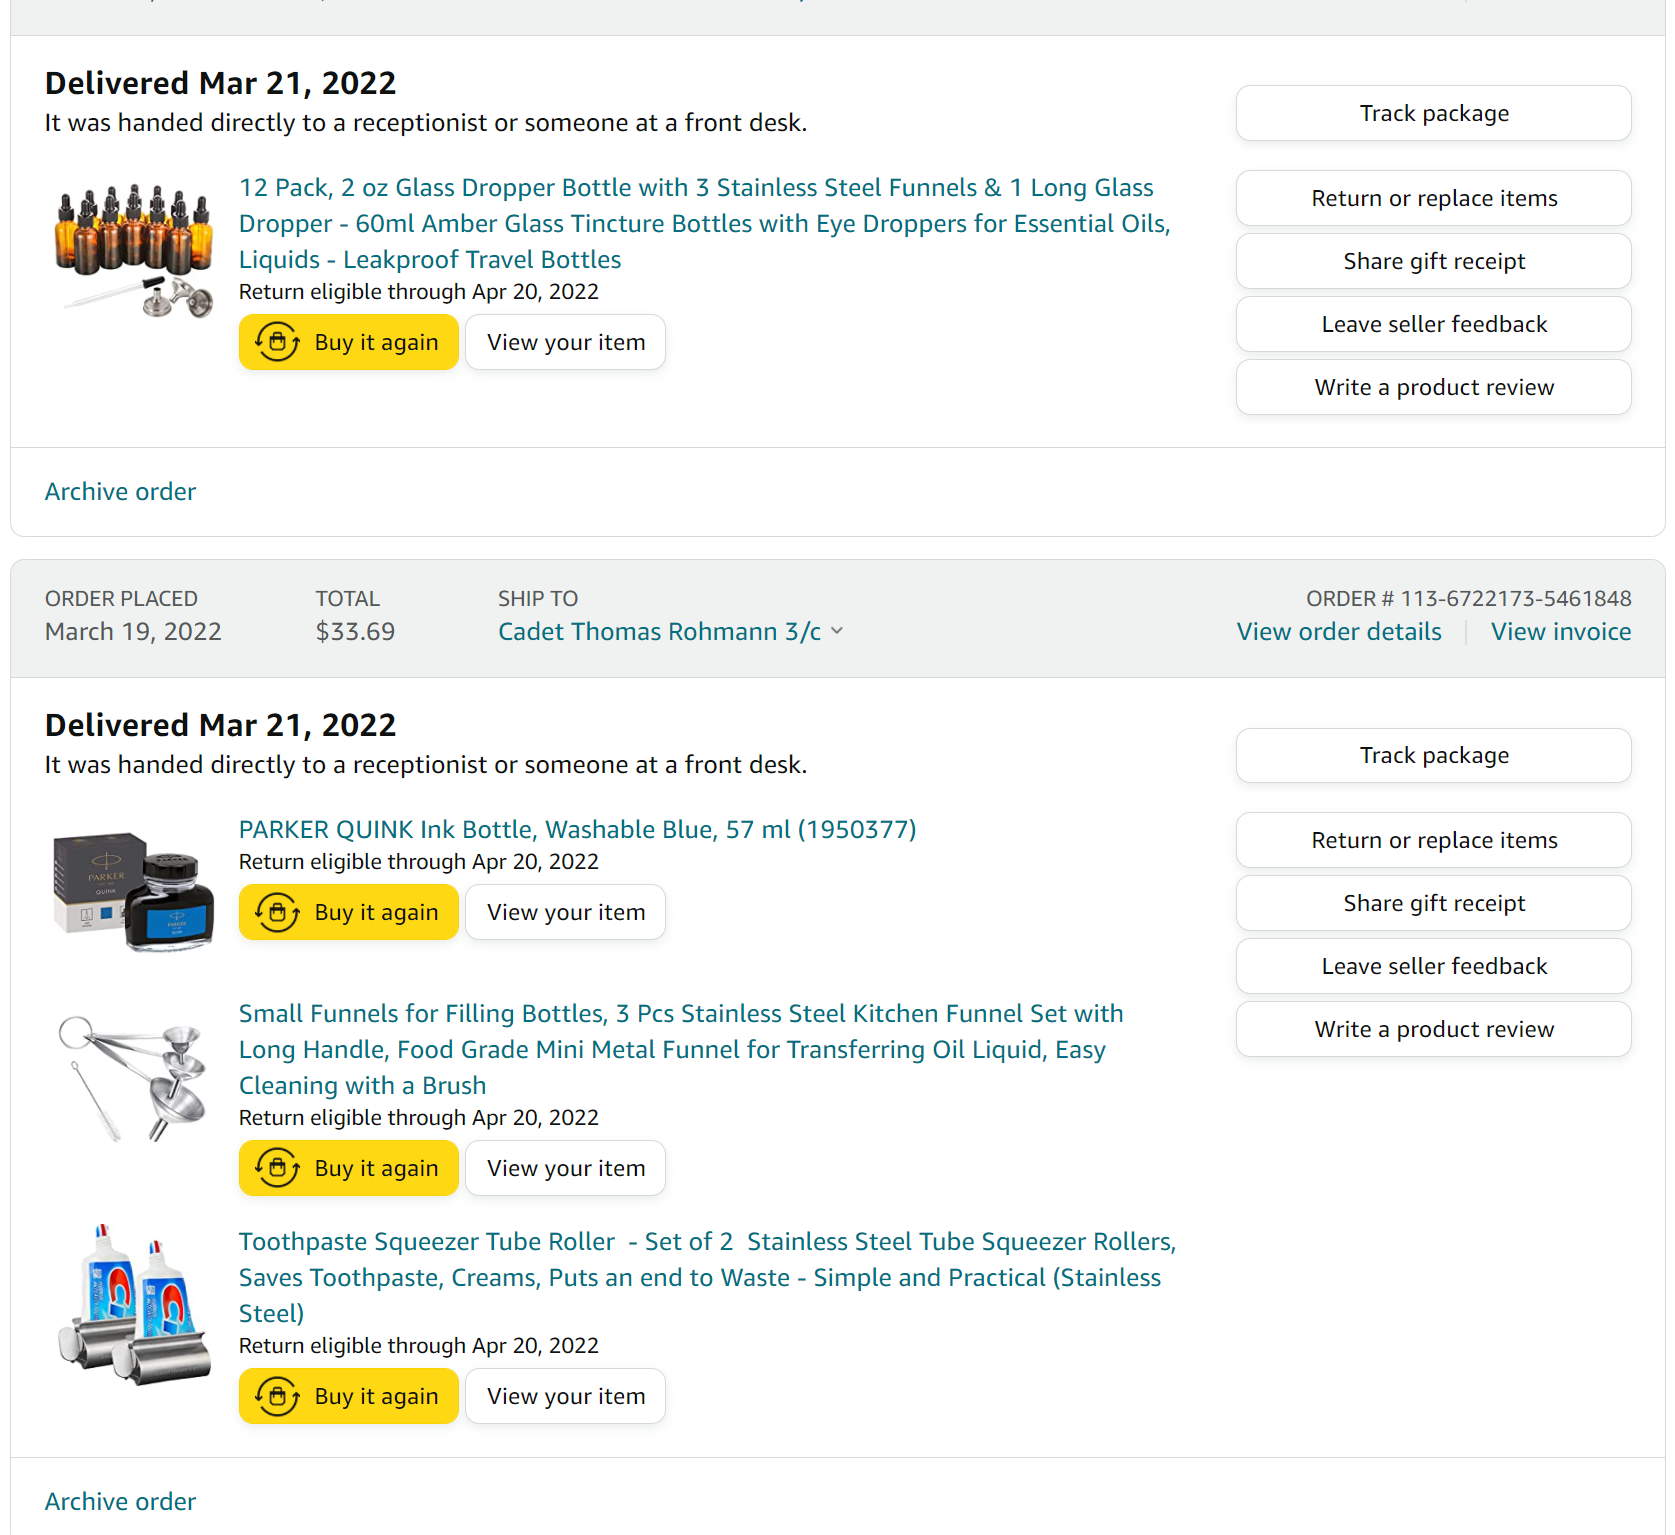 Delivered Mar 21, 2022
It was handed directly to a receptionist or someone at a front desk.
12 Pack, 2 oz Glass Dropper Bottle with 3 Stainless Steel Funnels & 1 Long Glass
Dropper - 60ml Amber Glass Tincture Bottles with Eye Droppers for Essential Oils,
Liquids - Leakproof Travel Bottles
Return eligible through Apr 20, 2022
Buy it again
View your item
Track package
Return or replace items
Share gift receipt
Leave seller feedback
Write a product review
Archive order
ORDER PLACED
March 19, 2022
TOTAL
$33.69
SHIP TO
Cadet Thomas Rohmann 3/c
ORDER # 113-6722173-5461848
View order details
View invoice
Delivered Mar 21, 2022
It was handed directly to a receptionist or someone at a front desk.
PARKER
QUINK
PARKER QUINK Ink Bottle, Washable Blue, 57 ml (1950377)
Return eligible through Apr 20, 2022
Buy it again
View your item
Small Funnels for Filling Bottles, 3 Pcs Stainless Steel Kitchen Funnel Set with
Long Handle, Food Grade Mini Metal Funnel for Transferring Oil Liquid, Easy
Cleaning with a Brush
Return eligible through Apr 20, 2022
Buy it again
View your item
Toothpaste Squeezer Tube Roller - Set of 2 Stainless Steel Tube Squeezer Rollers,
Saves Toothpaste, Creams, Puts an end to Waste - Simple and Practical (Stainless
Steel)
Return eligible through Apr 20, 2022
Buy it again
View your item
Track package
Return or replace items
Share gift receipt
Leave seller feedback
Write a product review
Archive order